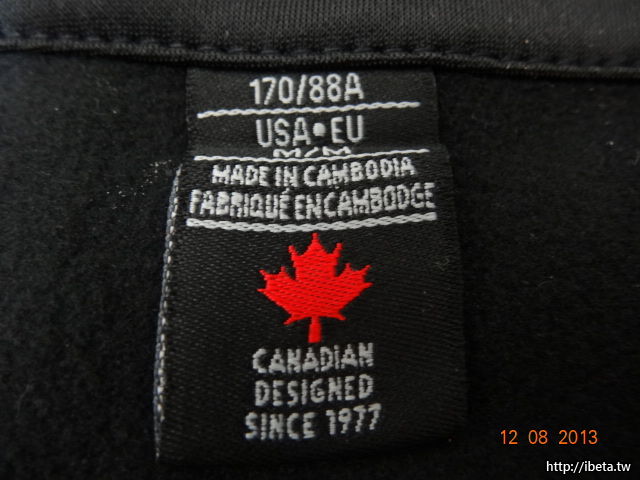 170/88A
USA•EU
M/M
MADE IN CAMBODIA
FABRIQUÉ EN CAMBODGE
CANADIAN
DESIGNED
SINCE 1977
12 08 2013
http://ibeta.tw